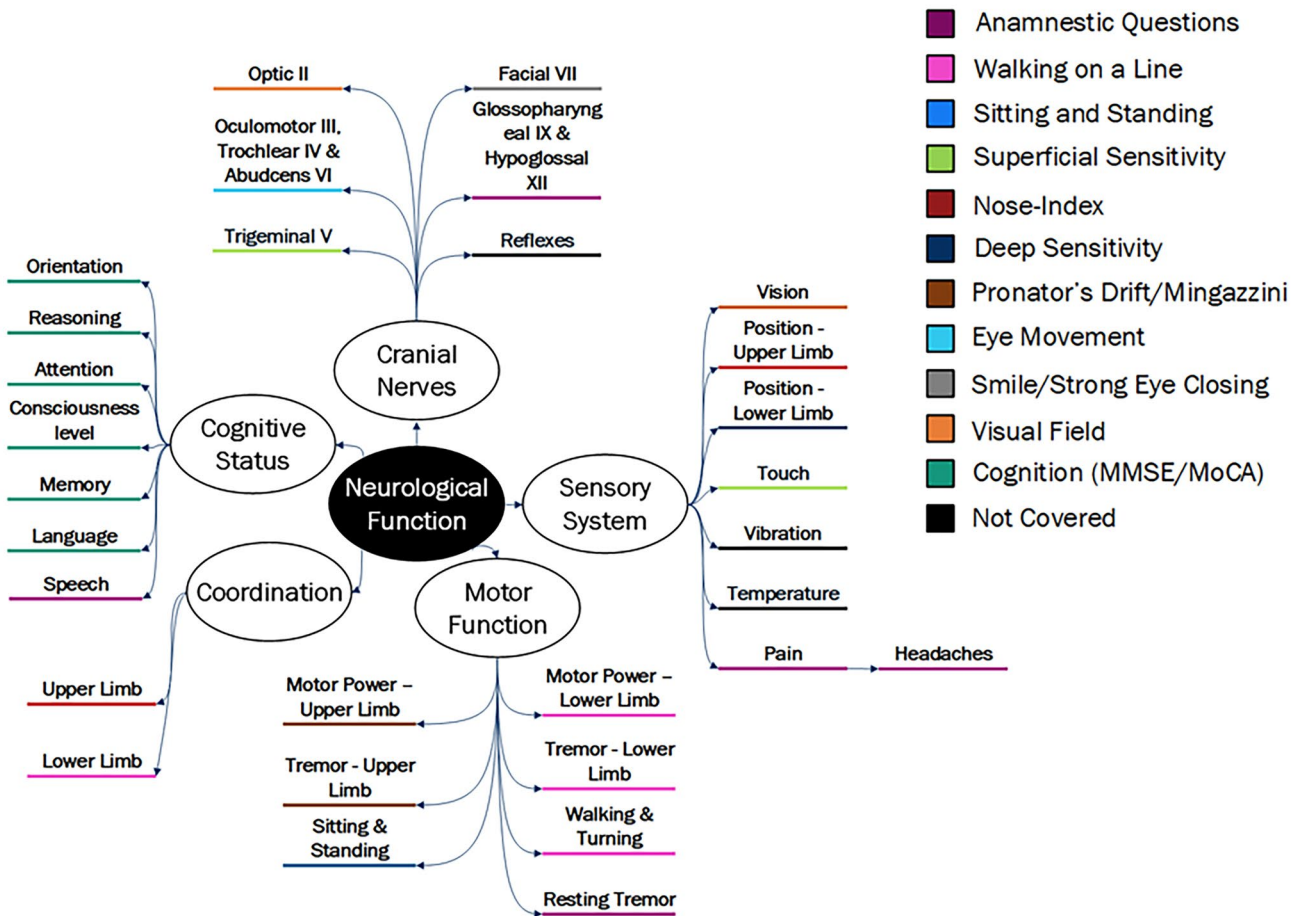 Optic II
Oculomotor III,
Trochlear IV &
Abudcens VI
Trigeminal V
Facial VII
Glossopharyng
eal IX &
Hypoglossal
XII
Reflexes
Cranial
Nerves
Orientation
Reasoning
Attention
Consciousness
level
Memory
Language
Speech
Cognitive
Status
Neurological
Function
Sensory
System
Vision
Position -
Upper Limb
Position -
Lower Limb
Touch
Vibration
Temperature
Pain
Headaches
Coordination
Upper Limb
Lower Limb
Motor
Function
Motor Power –
Upper Limb
Tremor - Upper
Limb
Sitting &
Standing
Motor Power –
Lower Limb
Tremor - Lower
Limb
Walking &
Turning
Resting Tremor
Anamnestic Questions
Walking on a Line
Sitting and Standing
Superficial Sensitivity
Nose-Index
Deep Sensitivity
Pronator's Drift/Mingazzini
Eye Movement
Smile/Strong Eye Closing
Visual Field
Cognition (MMSE/MoCA)
Not Covered